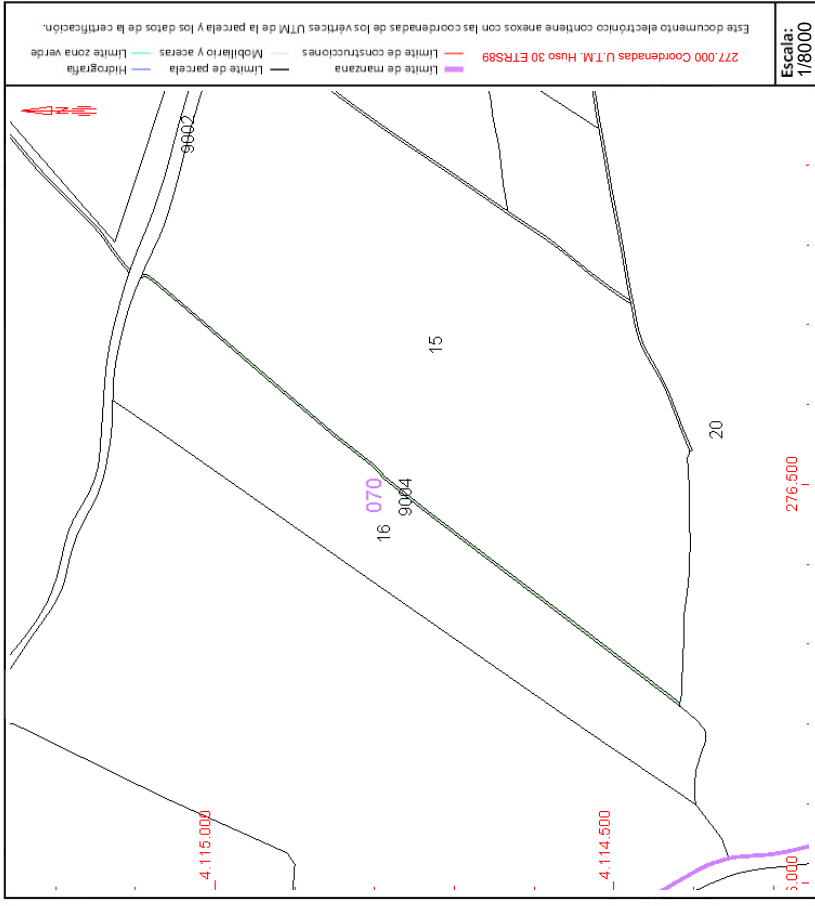 Este documento electrónico contiene anexos con las coordenadas de los vértices UTM de la parcela y los datos de la certificación.
277.000 Coordenadas U.T.M. Huso 30 ETRS89
Límite de manzana
Límite de parcela
Hidrografía
Límite de construcciones
Mobiliario y aceras
Límite zona verde
Escala:
1/8000
N
9002
15
070
9004
16
20
276.500
4.115.000
4.114.500